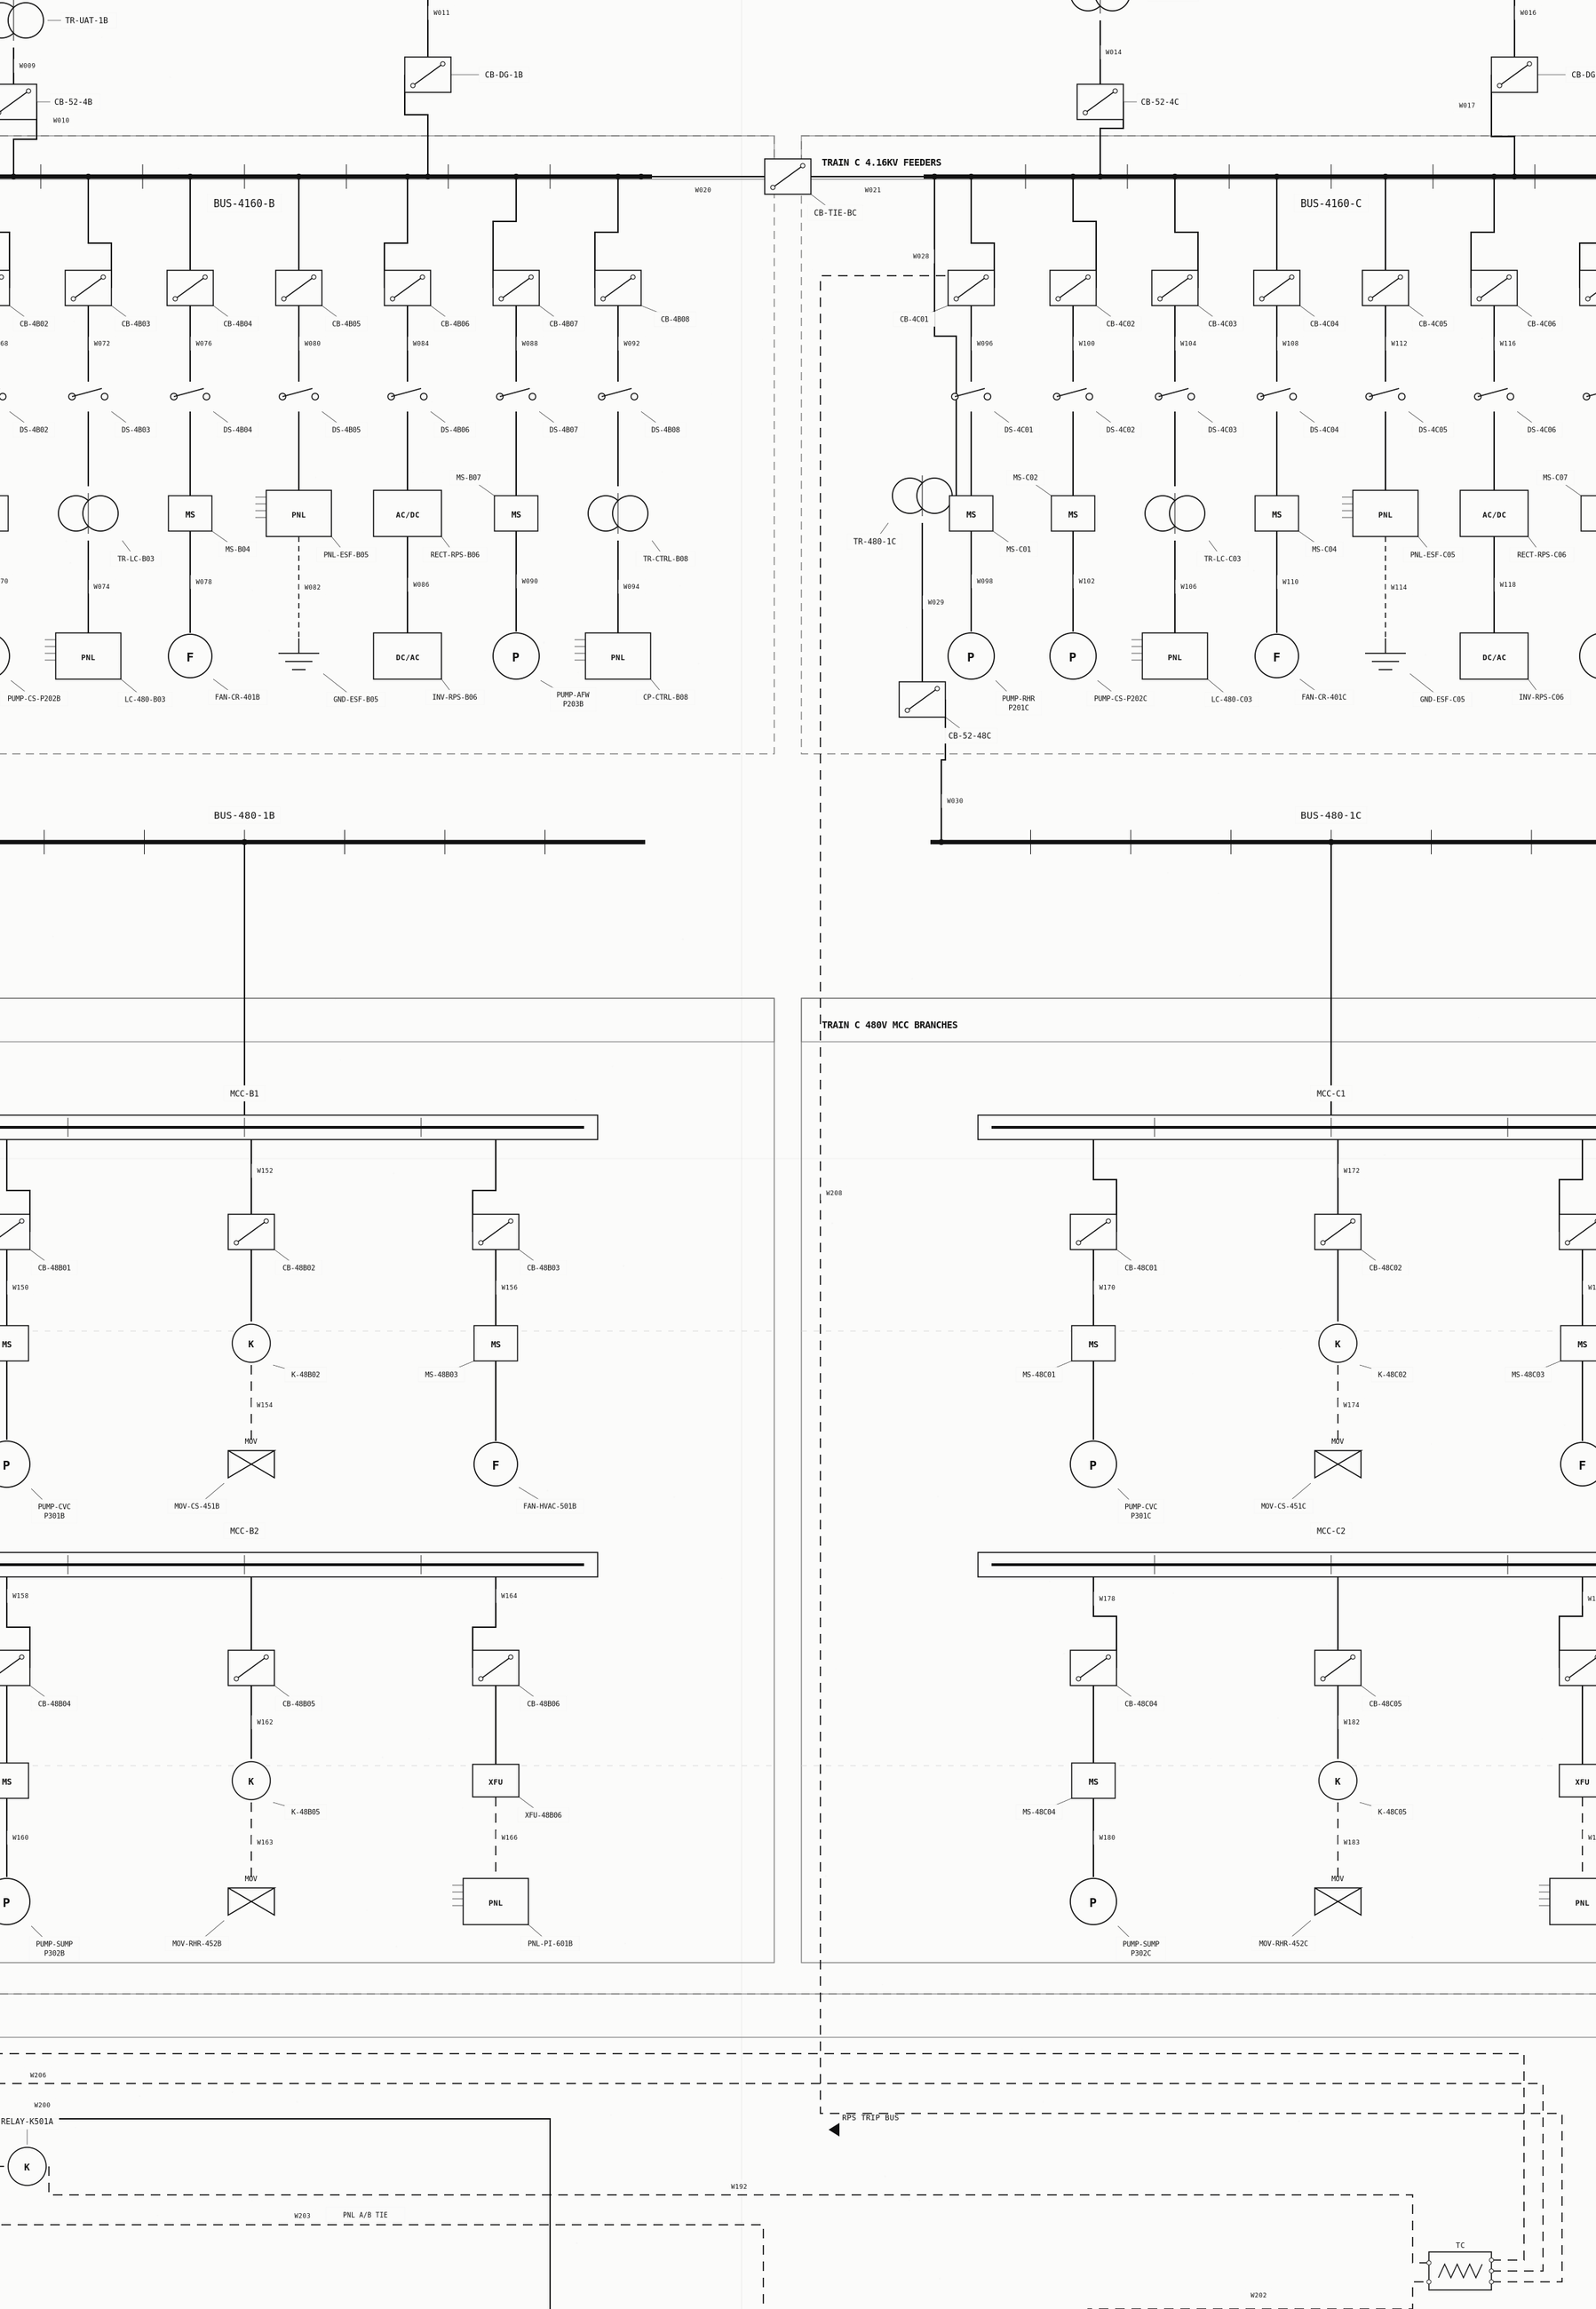 TR-UAT-1B
W011
W016
W009
W014
CB-DG-1B
CB-DG
CB-52-4B
CB-52-4C
W017
W010
TRAIN C 4.16KV FEEDERS
W020
W021
BUS-4160-B
BUS-4160-C
CB-TIE-BC
W028
CB-4B02
CB-4B03
CB-4B04
CB-4B05
CB-4B06
CB-4B07
CB-4B08
CB-4C01
CB-4C02
CB-4C03
CB-4C04
CB-4C05
CB-4C06
68
W072
W076
W080
W084
W088
W092
W096
W100
W104
W108
W112
W116
DS-4B02
DS-4B03
DS-4B04
DS-4B05
DS-4B06
DS-4B07
DS-4B08
DS-4C01
DS-4C02
DS-4C03
DS-4C04
DS-4C05
DS-4C06
MS-B07
MS-C02
MS-C07
MS
PNL
AC/DC
MS
MS
MS
MS
PNL
AC/DC
TR-LC-B03
MS-B04
PNL-ESF-B05
RECT-RPS-B06
TR-CTRL-B08
TR-480-1C
MS-C01
TR-LC-C03
MS-C04
PNL-ESF-C05
RECT-RPS-C06
70
W074
W078
W082
W086
W090
W094
W029
W098
W102
W106
W110
W114
W118
PNL
F
DC/AC
P
PNL
P
P
PNL
F
DC/AC
PUMP-CS-P202B
LC-480-B03
FAN-CR-401B
GND-ESF-B05
INV-RPS-B06
PUMP-AFW
P203B
CP-CTRL-B08
PUMP-RHR
P201C
PUMP-CS-P202C
LC-480-C03
FAN-CR-401C
GND-ESF-C05
INV-RPS-C06
CB-52-48C
W030
BUS-480-1B
BUS-480-1C
TRAIN C 480V MCC BRANCHES
MCC-B1
MCC-C1
W152
W172
W208
CB-48B01
CB-48B02
CB-48B03
CB-48C01
CB-48C02
W150
W156
W170
W1
MS
K
MS
MS
K
MS
K-48B02
MS-48B03
MS-48C01
K-48C02
MS-48C03
W154
W174
MOV
MOV
P
F
P
F
PUMP-CVC
P301B
MOV-CS-451B
FAN-HVAC-501B
PUMP-CVC
P301C
MOV-CS-451C
MCC-B2
MCC-C2
W158
W164
W178
W1
CB-48B04
CB-48B05
CB-48B06
CB-48C04
CB-48C05
W162
W182
MS
K
XFU
MS
K
XFU
K-48B05
XFU-48B06
MS-48C04
K-48C05
W160
W163
W166
W180
W183
W1
MOV
MOV
P
PNL
P
PNL
PUMP-SUMP
P302B
MOV-RHR-452B
PNL-PI-601B
PUMP-SUMP
P302C
MOV-RHR-452C
W206
W200
RELAY-K501A
RPS TRIP BUS
K
W192
W203
PNL A/B TIE
TC
W202